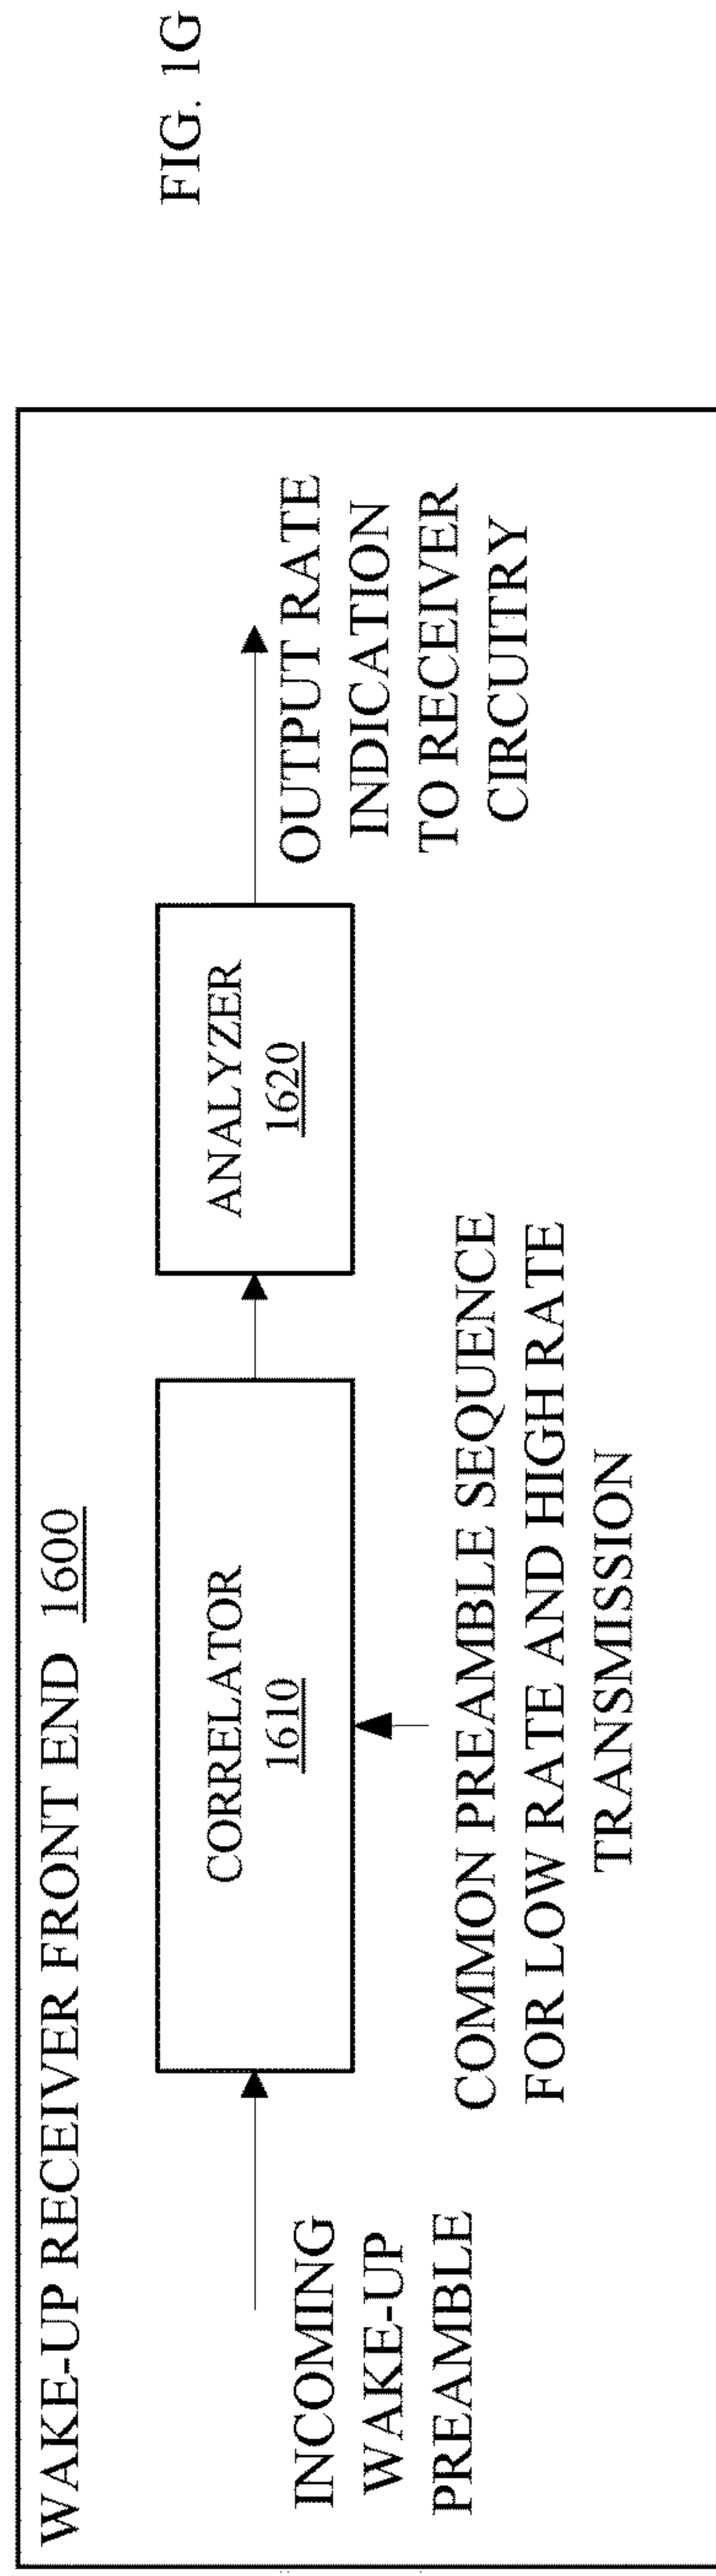 WAKE-UP RECEIVER FRONT END 1600
INCOMING
WAKE-UP
PREAMBLE
CORRELATOR
1610
COMMON PREAMBLE SEQUENCE
FOR LOW RATE AND HIGH RATE
TRANSMISSION
ANALYZER
1620
OUTPUT RATE
INDICATION
TO RECEIVER
CIRCUITRY
FIG. 1G